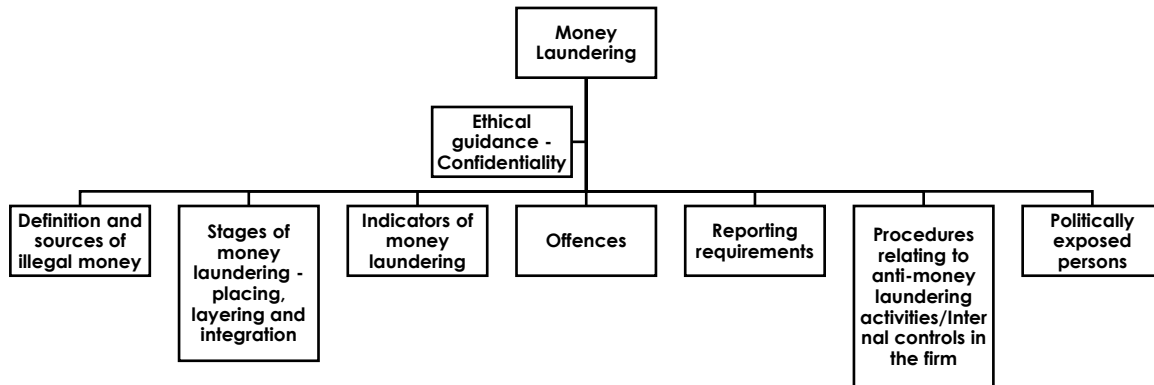 Money
Laundering
Ethical
guidance -
Confidentiality
Definition and
sources of
illegal money
Stages of
money
laundering -
placing,
layering and
integration
Indicators of
money
laundering
Offences
Reporting
requirements
Procedures
relating to
anti-money
laundering
activities/Inter
nal controls in
the firm
Politically
exposed
persons